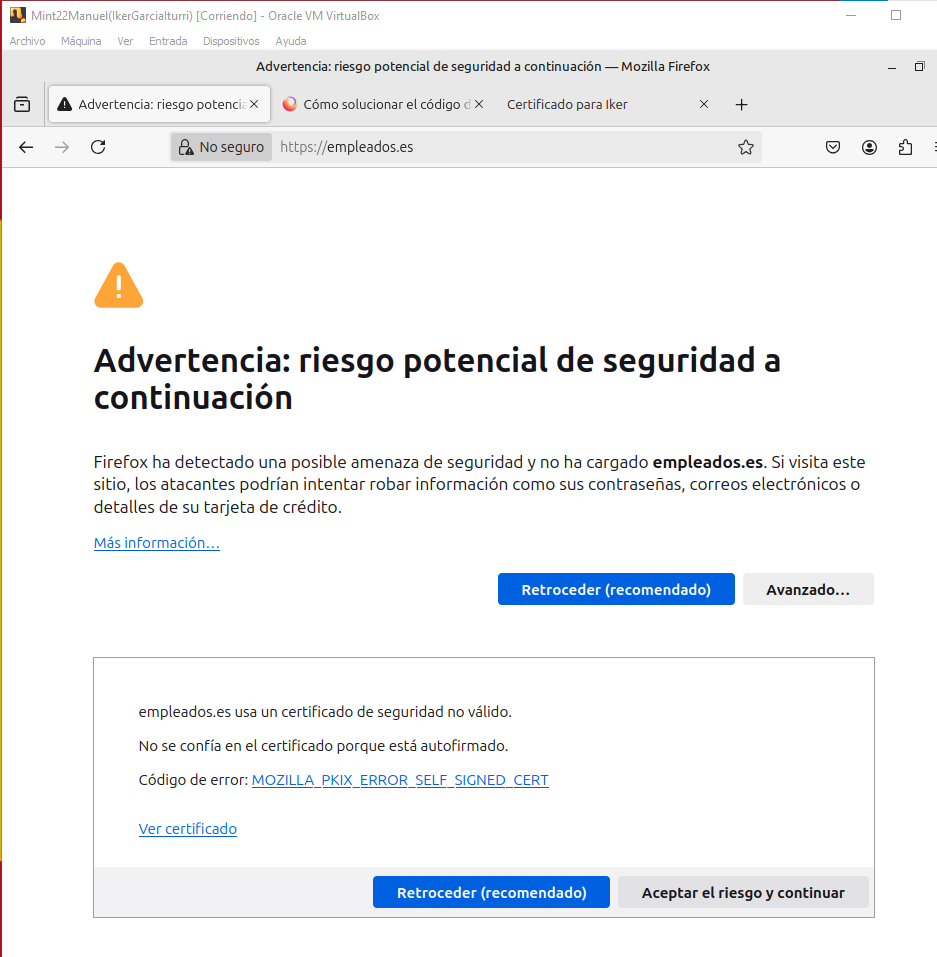 Mint22Manuel(IkerGarciaIturri) [Corriendo] - Oracle VM VirtualBox
Archivo Máquina Ver Entrada Dispositivos Ayuda
Advertencia: riesgo potencial de seguridad a continuación — Mozilla Firefox
Advertencia: riesgo potencia Cómo solucionar el código d Certificado para Iker
No seguro https://empleados.es
Advertencia: riesgo potencial de seguridad a
continuación
Firefox ha detectado una posible amenaza de seguridad y no ha cargado empleados.es. Si visita este
sitio, los atacantes podrían intentar robar información como sus contraseñas, correos electrónicos o
detalles de su tarjeta de crédito.
Más información…
Retroceder (recomendado) Avanzado…
empleados.es usa un certificado de seguridad no válido.
No se confía en el certificado porque está autofirmado.
Código de error: MOZILLA_PKIX_ERROR_SELF_SIGNED_CERT
Ver certificado
Retroceder (recomendado) Aceptar el riesgo y continuar